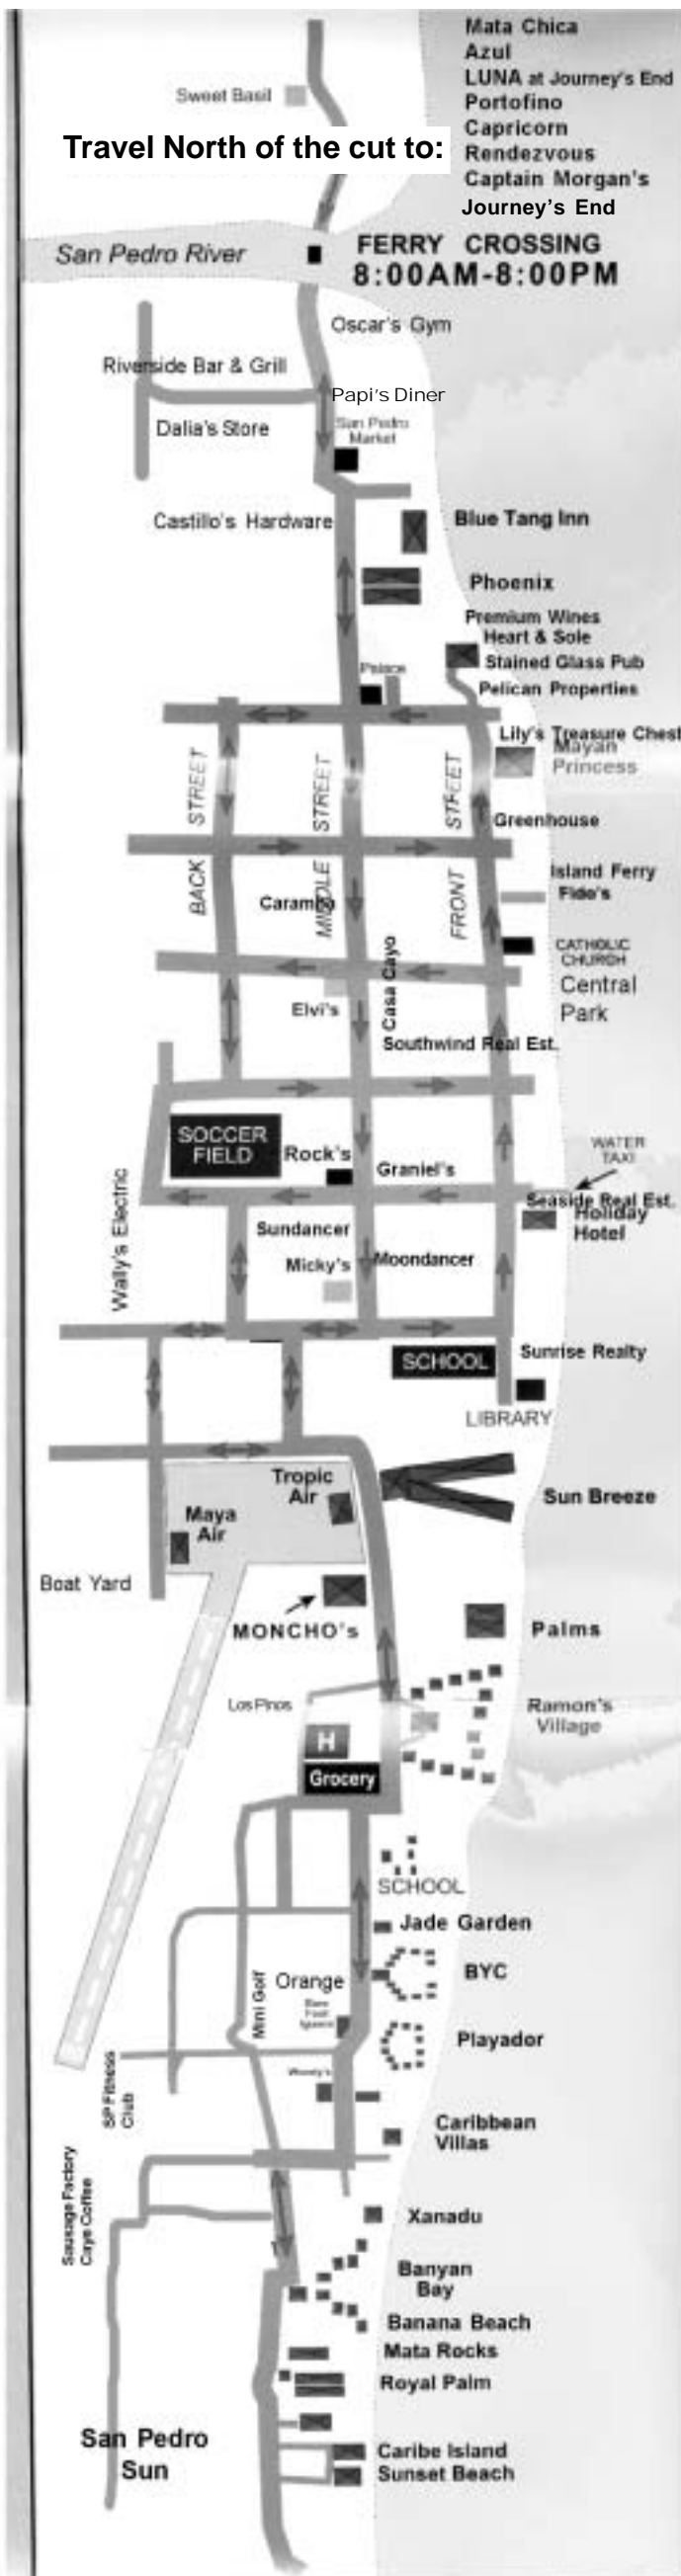 Mata Chica
Azul
LUNA at Journey's End
Portofino
Capricorn
Rendezvous
Captain Morgan's
Journey's End
Sweet Basil
Travel North of the cut to:
San Pedro River
FERRY CROSSING
8:00AM-8:00PM
Oscar's Gym
Riverside Bar & Grill
Papi's Diner
Dalia's Store
San Pedro
Market
Castillo's Hardware
Blue Tang Inn
Phoenix
Premium Wines
Heart & Sole
Stained Glass Pub
Pelican Properties
Lily's Treasure Chest
Mayan
Princess
BACK STREET
MIDDLE STREET
FRONT STREET
Greenhouse
Island Ferry
Fido's
Caramba
CATHOLIC
CHURCH
Central
Park
Casa Cayo
Elvi's
Southwind Real Est.
SOCCER
FIELD
Rock's
Graniel's
WATER
TAXI
Seaside Real Est.
Holiday
Hotel
Wally's Electric
Sundancer
Micky's
Moondancer
SCHOOL
Sunrise Realty
LIBRARY
Tropic
Air
Maya
Air
Sun Breeze
Boat Yard
MONCHO's
Palms
Los Pinos
Ramon's
Village
H
Grocery
SCHOOL
Jade Garden
Orange
BYC
Mini Golf
Playador
SP Fitness
Club
Woody's
Caribbean
Villas
Sausage Factory
Caye Coffee
Xanadu
Banyan
Bay
Banana Beach
Mata Rocks
Royal Palm
San Pedro
Sun
Caribe Island
Sunset Beach